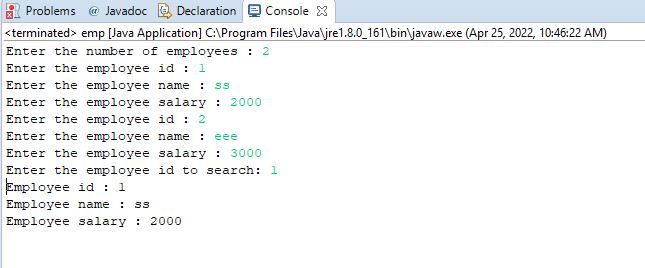 Problems @ Javadoc Declaration Console
<terminated> emp [Java Application] C:\Program Files\Java\jre1.8.0_161\bin\javaw.exe (Apr 25, 2022, 10:46:22 AM)
Enter the number of employees : 2
Enter the employee id : 1
Enter the employee name : ss
Enter the employee salary : 2000
Enter the employee id : 2
Enter the employee name : eee
Enter the employee salary : 3000
Enter the employee id to search: 1
Employee id : 1
Employee name : ss
Employee salary : 2000